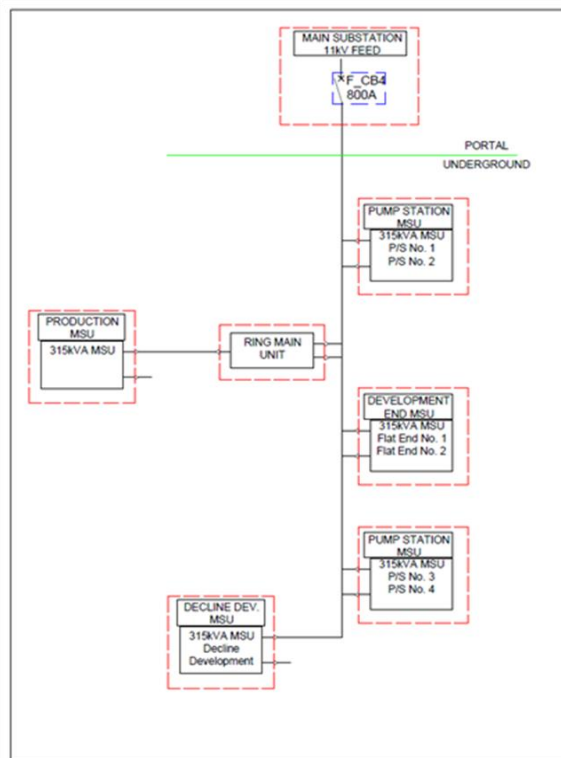 MAIN SUBSTATION
11kV FEED
F_CB4
800A
PORTAL
UNDERGROUND
PUMP STATION
MSU
315kVA MSU
P/S No. 1
P/S No. 2
PRODUCTION
MSU
315kVA MSU
RING MAIN
UNIT
DEVELOPMENT
END MSU
315kVA MSU
Flat End No. 1
Flat End No. 2
PUMP STATION
MSU
315kVA MSU
P/S No. 3
P/S No. 4
DECLINE DEV.
MSU
315kVA MSU
Decline
Development